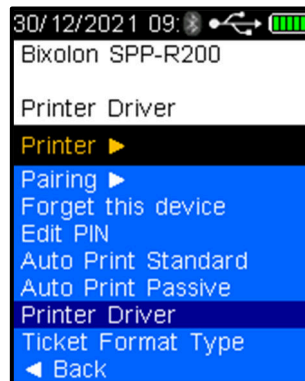 30/12/2021 09:
Bixolon SPP-R200
Printer Driver
Printer ▶
Pairing ▶
Forget this device
Edit PIN
Auto Print Standard
Auto Print Passive
Printer Driver
Ticket Format Type
◀ Back